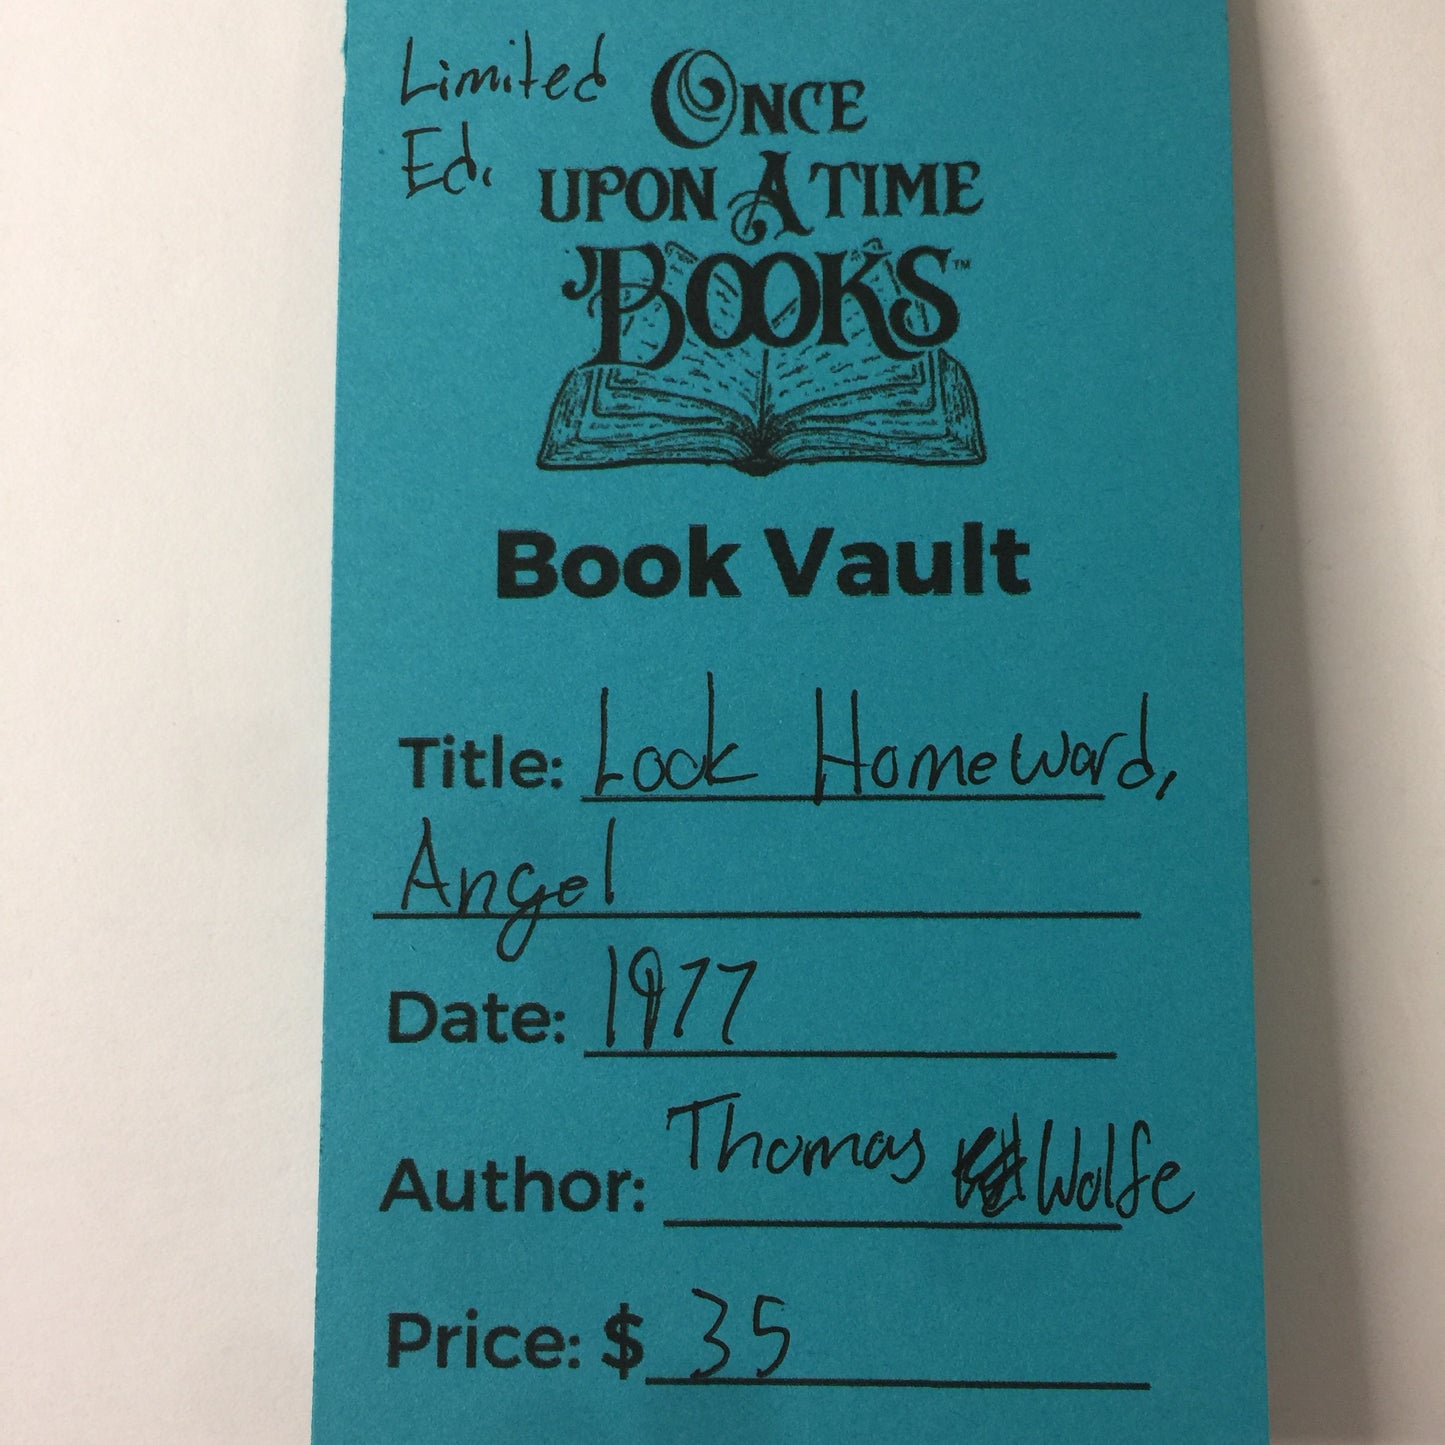 Limited
Ed.
ONCE
UPON A TIME
BOOKS™
Book Vault
Title: Look Homeward,
Angel
Date: 1977
Author: Thomas Wolfe
Price: $ 35